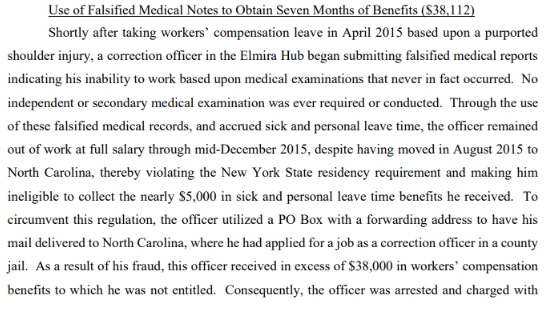 Use of Falsified Medical Notes to Obtain Seven Months of Benefits ($38,112)
Shortly after taking workers’ compensation leave in April 2015 based upon a purported
shoulder injury, a correction officer in the Elmira Hub began submitting falsified medical reports
indicating his inability to work based upon medical examinations that never in fact occurred.  No
independent or secondary medical examination was ever required or conducted.  Through the use
of these falsified medical records, and accrued sick and personal leave time, the officer remained
out of work at full salary through mid-December 2015, despite having moved in August 2015 to
North Carolina, thereby violating the New York State residency requirement and making him
ineligible to collect the nearly $5,000 in sick and personal leave time benefits he received.  To
circumvent this regulation, the officer utilized a PO Box with a forwarding address to have his
mail delivered to North Carolina, where he had applied for a job as a correction officer in a county
jail.  As a result of his fraud, this officer received in excess of $38,000 in workers’ compensation
benefits to which he was not entitled.  Consequently, the officer was arrested and charged with